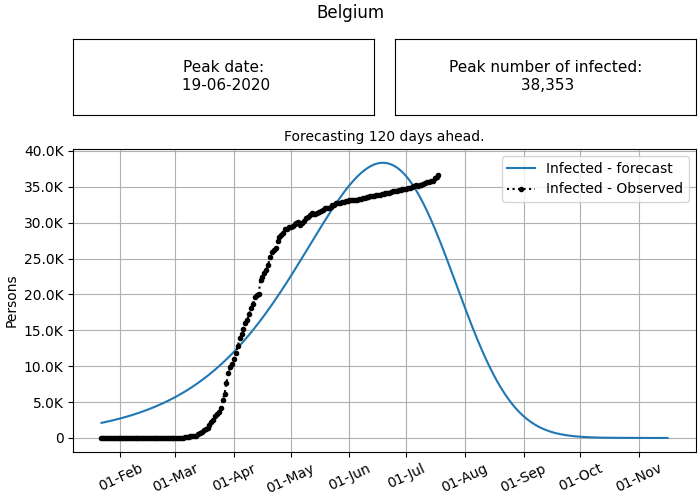 Belgium
Peak date:
19-06-2020
Peak number of infected:
38,353
Forecasting 120 days ahead.
40.0K
35.0K
30.0K
25.0K
20.0K
15.0K
10.0K
5.0K
0
Persons
Infected - forecast
Infected - Observed
01-Feb
01-Mar
01-Apr
01-May
01-Jun
01-Jul
01-Aug
01-Sep
01-Oct
01-Nov